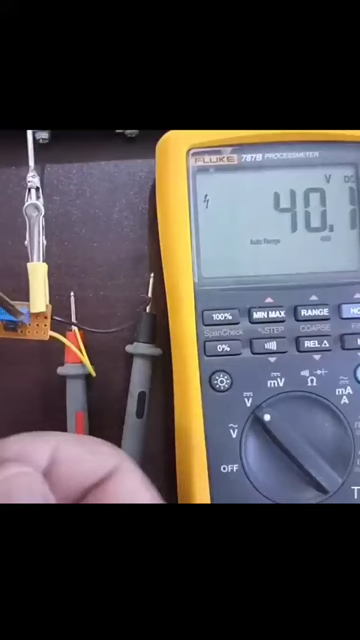 FLUKE 787B PROCESSMETER
V DC
40.1
Auto Range 400
100% MIN MAX RANGE
SpanCheck %STEP COARSE
0% REL Δ
mV Ω mA
V A
V
OFF